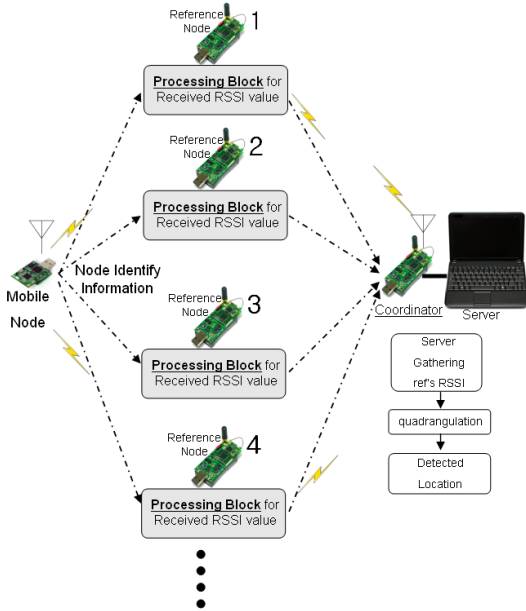 Reference
Node
1
Processing Block for
Received RSSI value
Reference
Node
2
Processing Block for
Received RSSI value
Node Identify
Information
Mobile
Node
Reference
Node
3
Processing Block for
Received RSSI value
Reference
Node
4
Processing Block for
Received RSSI value
Coordinator
Server
Server
Gathering
ref's RSSI
quadrangulation
Detected
Location